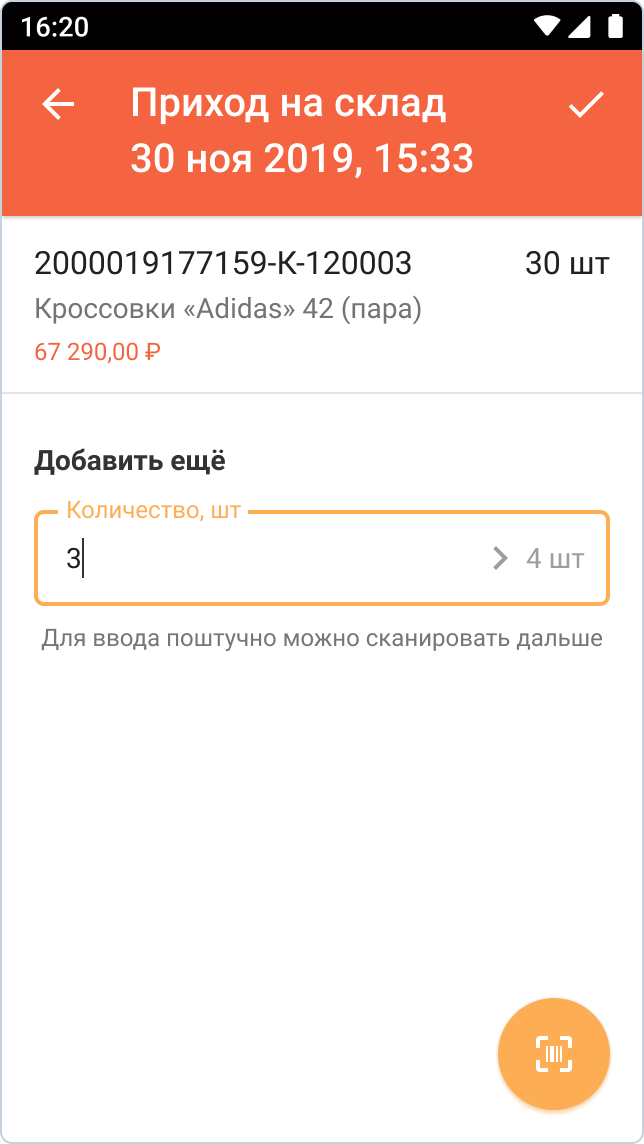 16:20
Приход на склад
30 ноя 2019, 15:33
2000019177159-К-120003 30 шт
Кроссовки «Adidas» 42 (пара)
67 290,00 ₽
Добавить ещё
Количество, шт
3 4 шт
Для ввода поштучно можно сканировать дальше